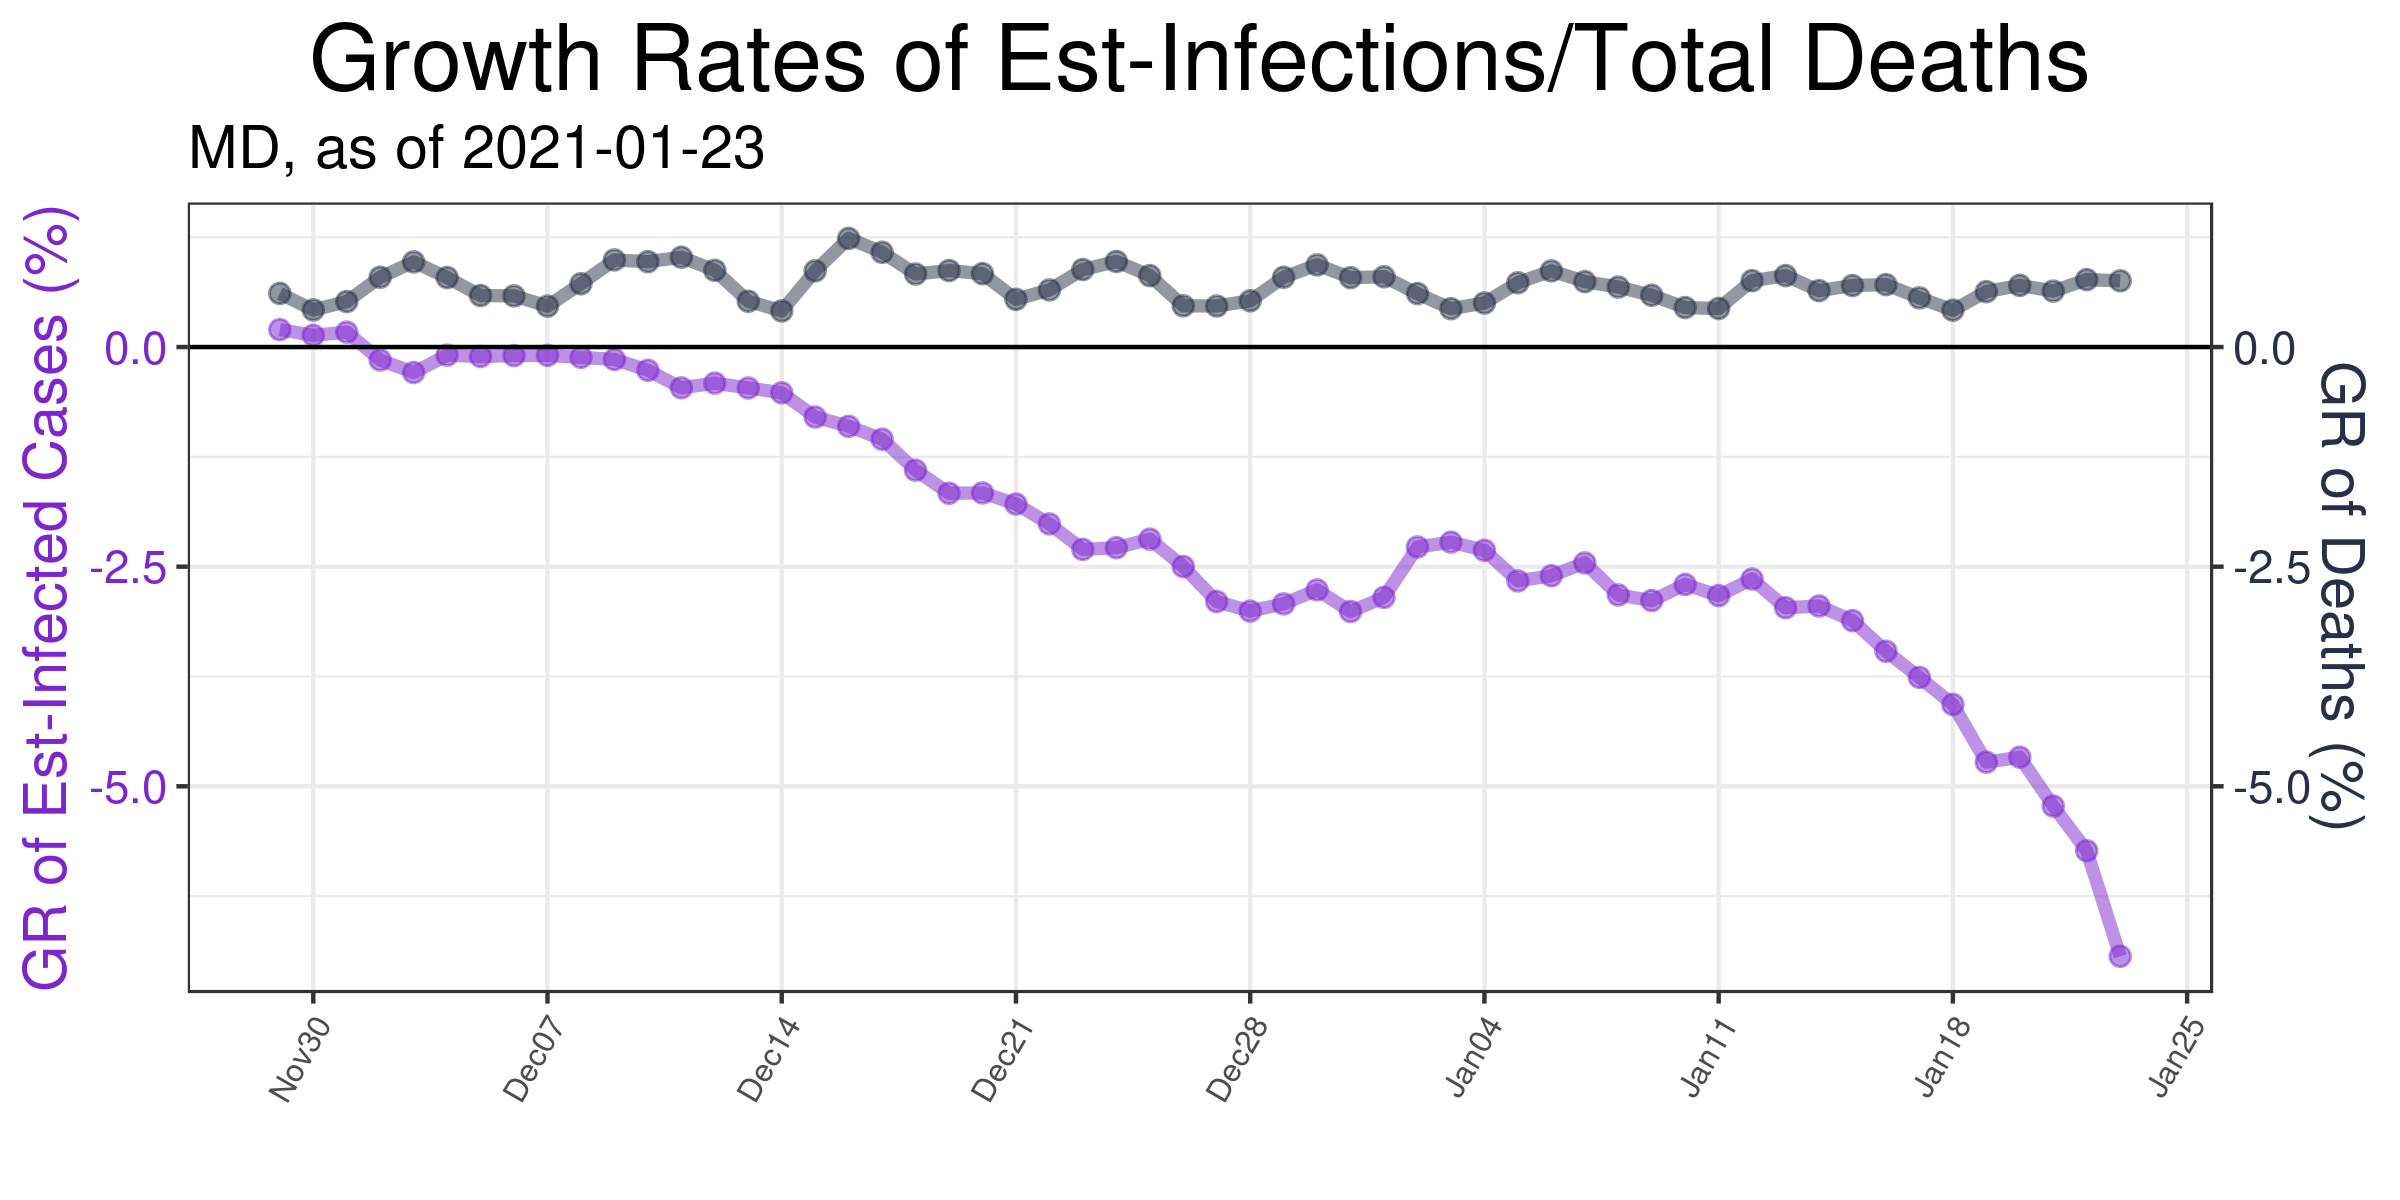 Growth Rates of Est-Infections/Total Deaths
MD, as of 2021-01-23
GR of Est-Infected Cases (%)
0.0
-2.5
-5.0
0.0
-2.5
-5.0
GR of Deaths (%)
Nov30
Dec07
Dec14
Dec21
Dec28
Jan04
Jan11
Jan18
Jan25